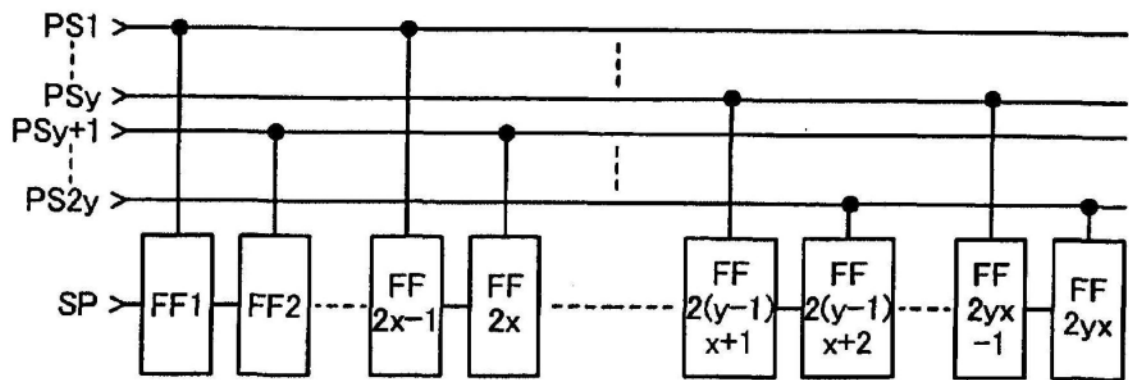 PS1
PSy
PSy+1
PS2y
SP
FF1
FF2
FF
2x-1
FF
2x
FF
2(y-1)
x+1
FF
2(y-1)
x+2
FF
2yx
-1
FF
2yx